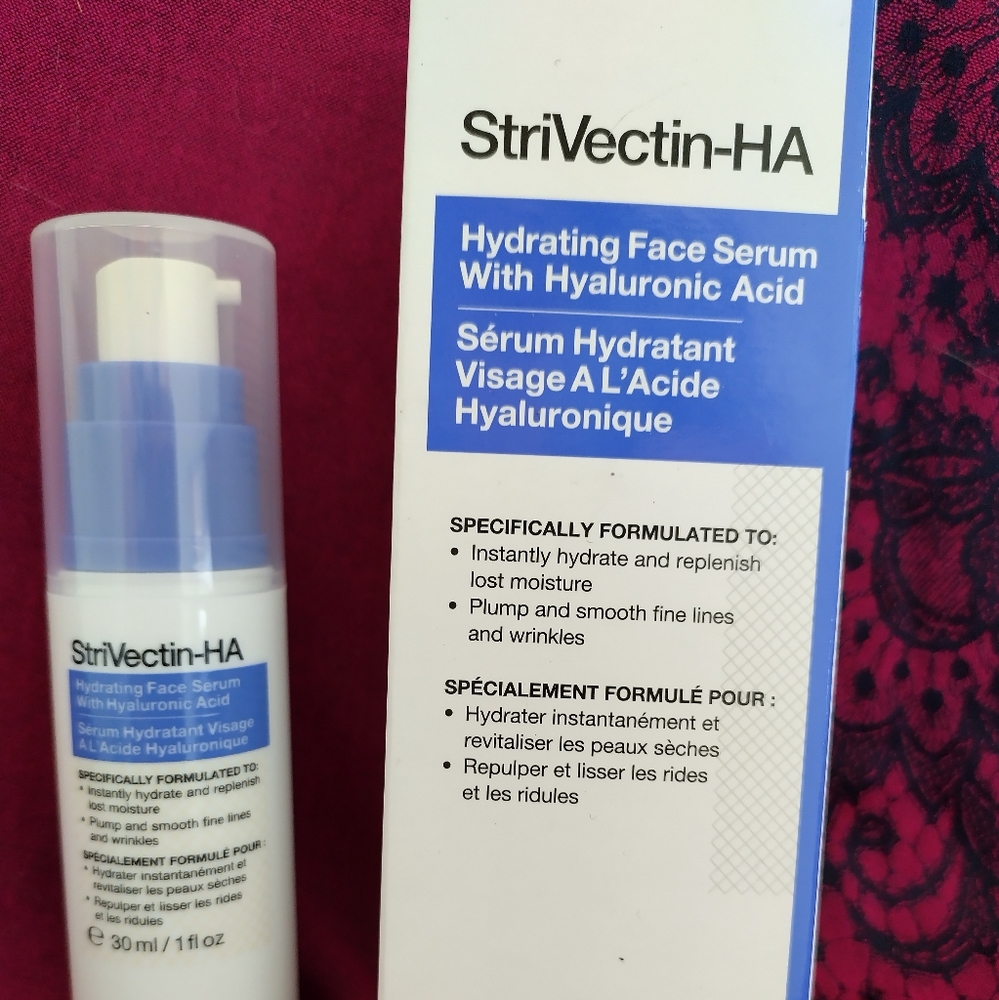 StriVectin-HA
Hydrating Face Serum
With Hyaluronic Acid
Sérum Hydratant
Visage A L'Acide
Hyaluronique
SPECIFICALLY FORMULATED TO:
• Instantly hydrate and replenish
lost moisture
• Plump and smooth fine lines
and wrinkles
SPÉCIALEMENT FORMULÉ POUR :
• Hydrater instantanément et
revitaliser les peaux sèches
• Repulper et lisser les rides
et les ridules
StriVectin-HA
Hydrating Face Serum
With Hyaluronic Acid
Sérum Hydratant Visage
A L'Acide Hyaluronique
SPECIFICALLY FORMULATED TO:
• Instantly hydrate and replenish
lost moisture
• Plump and smooth fine lines
and wrinkles
SPÉCIALEMENT FORMULÉ POUR :
• Hydrater instantanément et
revitaliser les peaux sèches
• Repulper et lisser les rides
et les ridules
℮ 30 ml / 1 fl oz